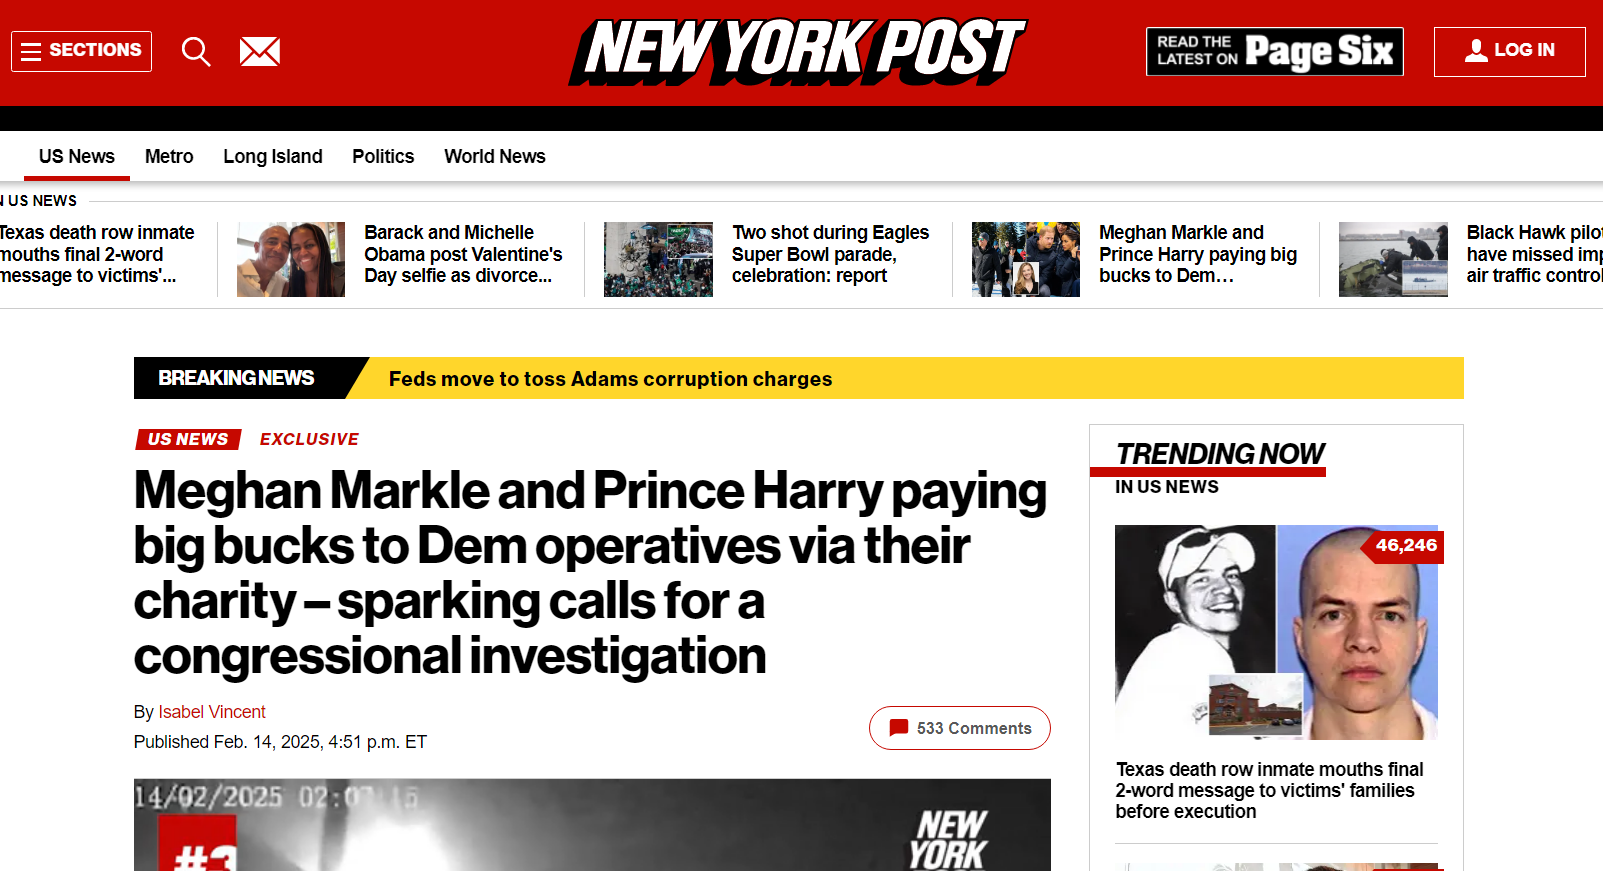 SECTIONS
NEW YORK POST
READ THE
LATEST ON Page Six
LOG IN
US News Metro Long Island Politics World News
US NEWS
Texas death row inmate
mouths final 2-word
message to victims'...
Barack and Michelle
Obama post Valentine's
Day selfie as divorce...
Two shot during Eagles
Super Bowl parade,
celebration: report
Meghan Markle and
Prince Harry paying big
bucks to Dem…
Black Hawk
have missed
air traffic
BREAKING NEWS
Feds move to toss Adams corruption charges
US NEWS EXCLUSIVE
Meghan Markle and Prince Harry paying
big bucks to Dem operatives via their
charity – sparking calls for a
congressional investigation
By Isabel Vincent
Published Feb. 14, 2025, 4:51 p.m. ET
533 Comments
14/02/2025
#3
NEW
YORK
TRENDING NOW
IN US NEWS
46,246
Texas death row inmate mouths final
2-word message to victims' families
before execution